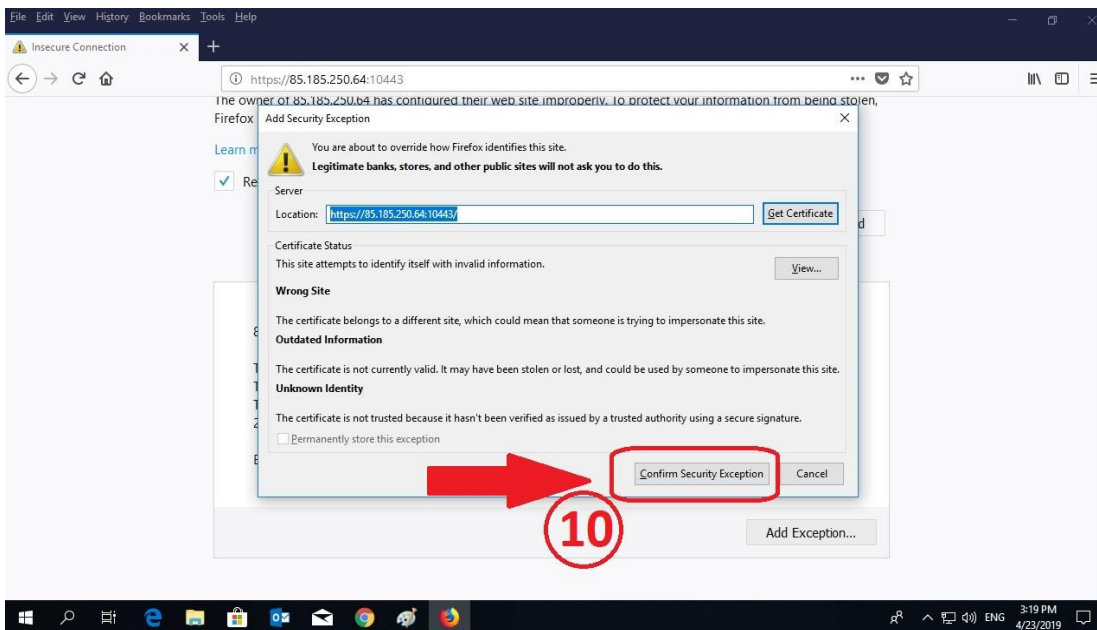 File Edit View History Bookmarks Tools Help
Insecure Connection
https://85.185.250.64:10443
The owner of 85.185.250.64 has configured their web site improperly. To protect your information from being stolen,
Firefox
Add Security Exception
You are about to override how Firefox identifies this site.
Learn m
Legitimate banks, stores, and other public sites will not ask you to do this.
Re
Server
Location: https://85.185.250.64:10443/ Get Certificate
d
Certificate Status
This site attempts to identify itself with invalid information.
View...
Wrong Site
The certificate belongs to a different site, which could mean that someone is trying to impersonate this site.
Outdated Information
The certificate is not currently valid. It may have been stolen or lost, and could be used by someone to impersonate this site.
Unknown Identity
The certificate is not trusted because it hasn't been verified as issued by a trusted authority using a secure signature.
Permanently store this exception
Confirm Security Exception Cancel
10
Add Exception...
ENG 3:19 PM
4/23/2019